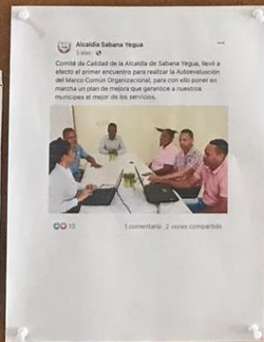 Alcaldía Sabana Yegua
3 días ·
Comité de Calidad de la Alcaldía de Sabana Yegua, llevó a
efecto el primer encuentro para realizar la Autoevaluación
del Marco Común Organizacional, para con ello poner en
marcha un plan de mejora que garantice a nuestros
munícipes el mejor de los servicios.
13
1 comentario 2 veces compartido